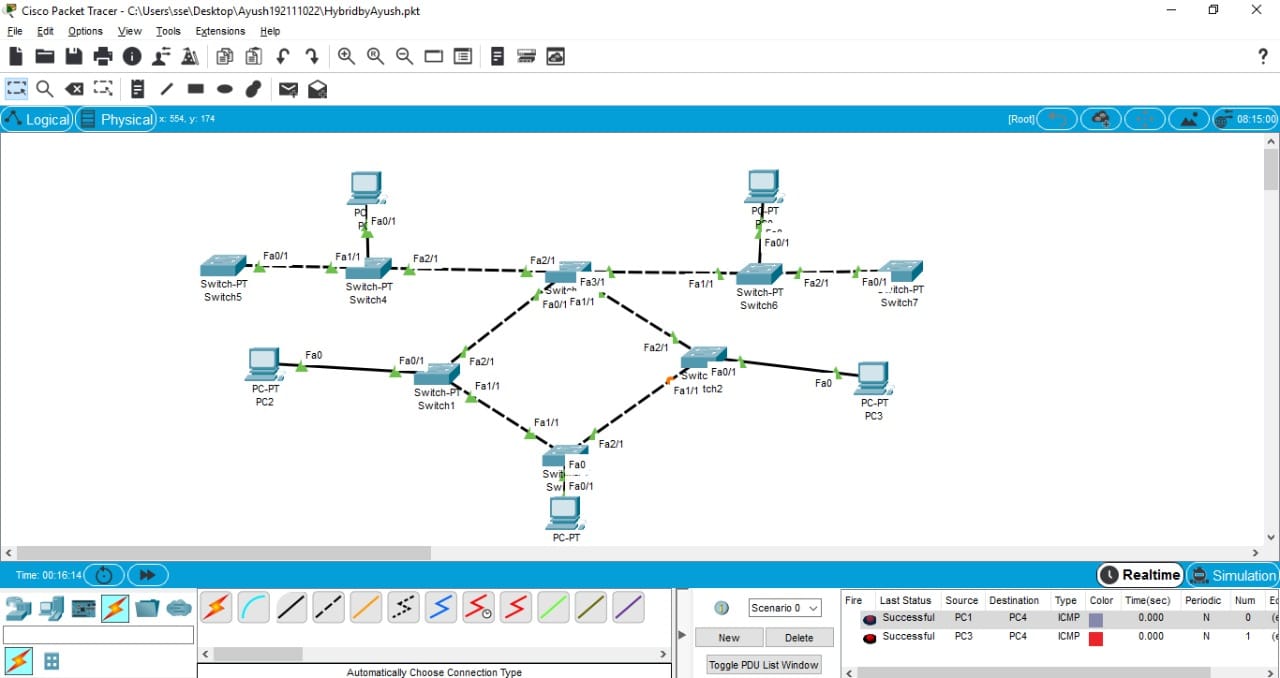 Cisco Packet Tracer - C:\Users\sse\Desktop\Ayush192111022\HybridbyAyush.pkt
File Edit Options View Tools Extensions Help
?
Logical Physical x: 554, y: 174 [Root] 08:15:00
PC
Fa0/1
PC-PT
Fa0/1
Fa0/1 Fa1/1 Fa2/1 Fa2/1
Switch-PT
Switch5
Switch-PT
Switch4
Switch
Fa3/1
Fa0/1 Fa1/1
Fa1/1
Switch-PT
Switch6
Fa2/1 Fa0/1
Switch-PT
Switch7
Fa0
PC-PT
PC2
Fa0/1
Fa2/1
Switch-PT
Switch1
Fa1/1
Fa2/1
Switc Fa0/1
Fa1/1 tch2
Fa0
PC-PT
PC3
Fa1/1
Fa2/1
Fa0
Swit
Sw Fa0/1
PC-PT
Time: 00:16:14 Realtime Simulation
Scenario 0
New Delete
Toggle PDU List Window
Automatically Choose Connection Type
Fire Last Status Source Destination Type Color Time(sec) Periodic Num Ed
Successful PC1 PC4 ICMP 0.000 N 0 (e
Successful PC3 PC4 ICMP 0.000 N 1 (e